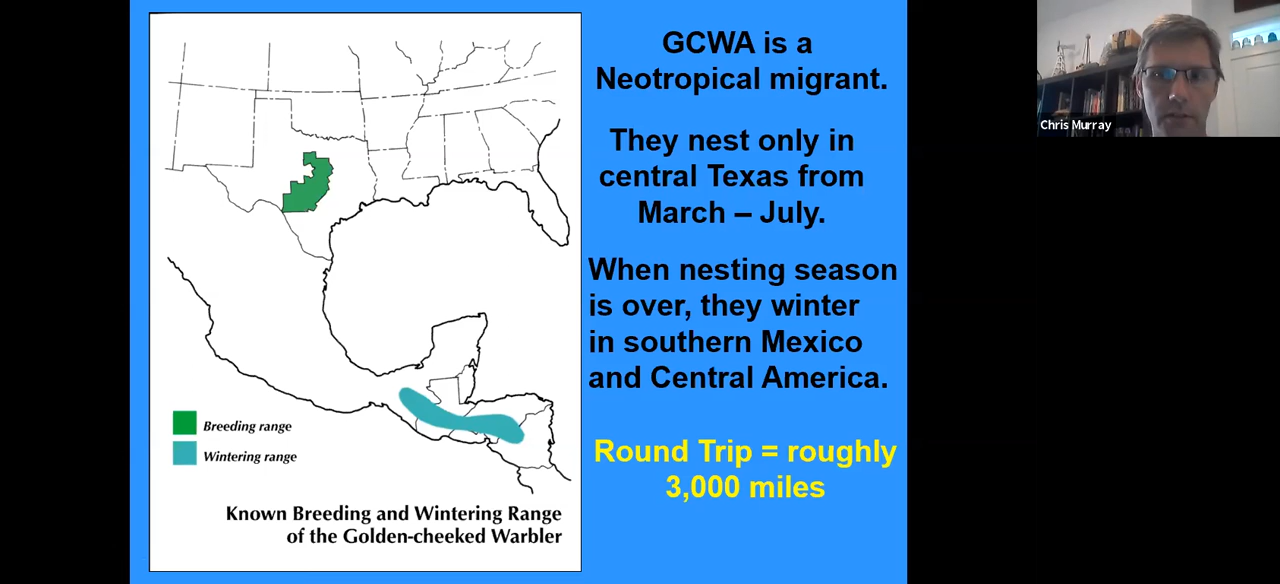 GCWA is a
Neotropical migrant.
They nest only in
central Texas from
March – July.
When nesting season
is over, they winter
in southern Mexico
and Central America.
Round Trip = roughly
3,000 miles
Breeding range
Wintering range
Known Breeding and Wintering Range
of the Golden-cheeked Warbler
Chris Murray